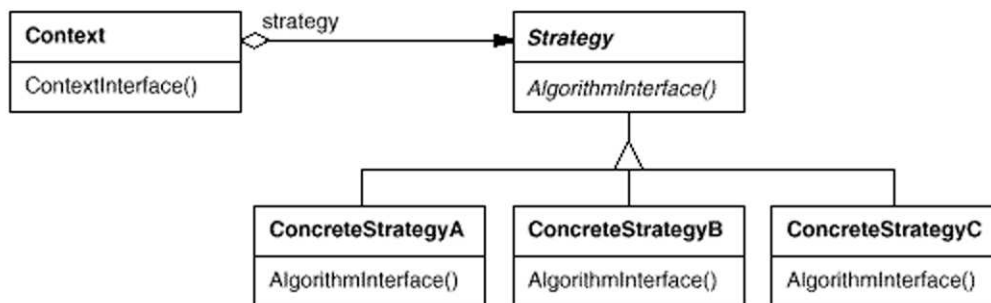 strategy
Context
Strategy
ContextInterface()
AlgorithmInterface()
ConcreteStrategyA
ConcreteStrategyB
ConcreteStrategyC
AlgorithmInterface()
AlgorithmInterface()
AlgorithmInterface()